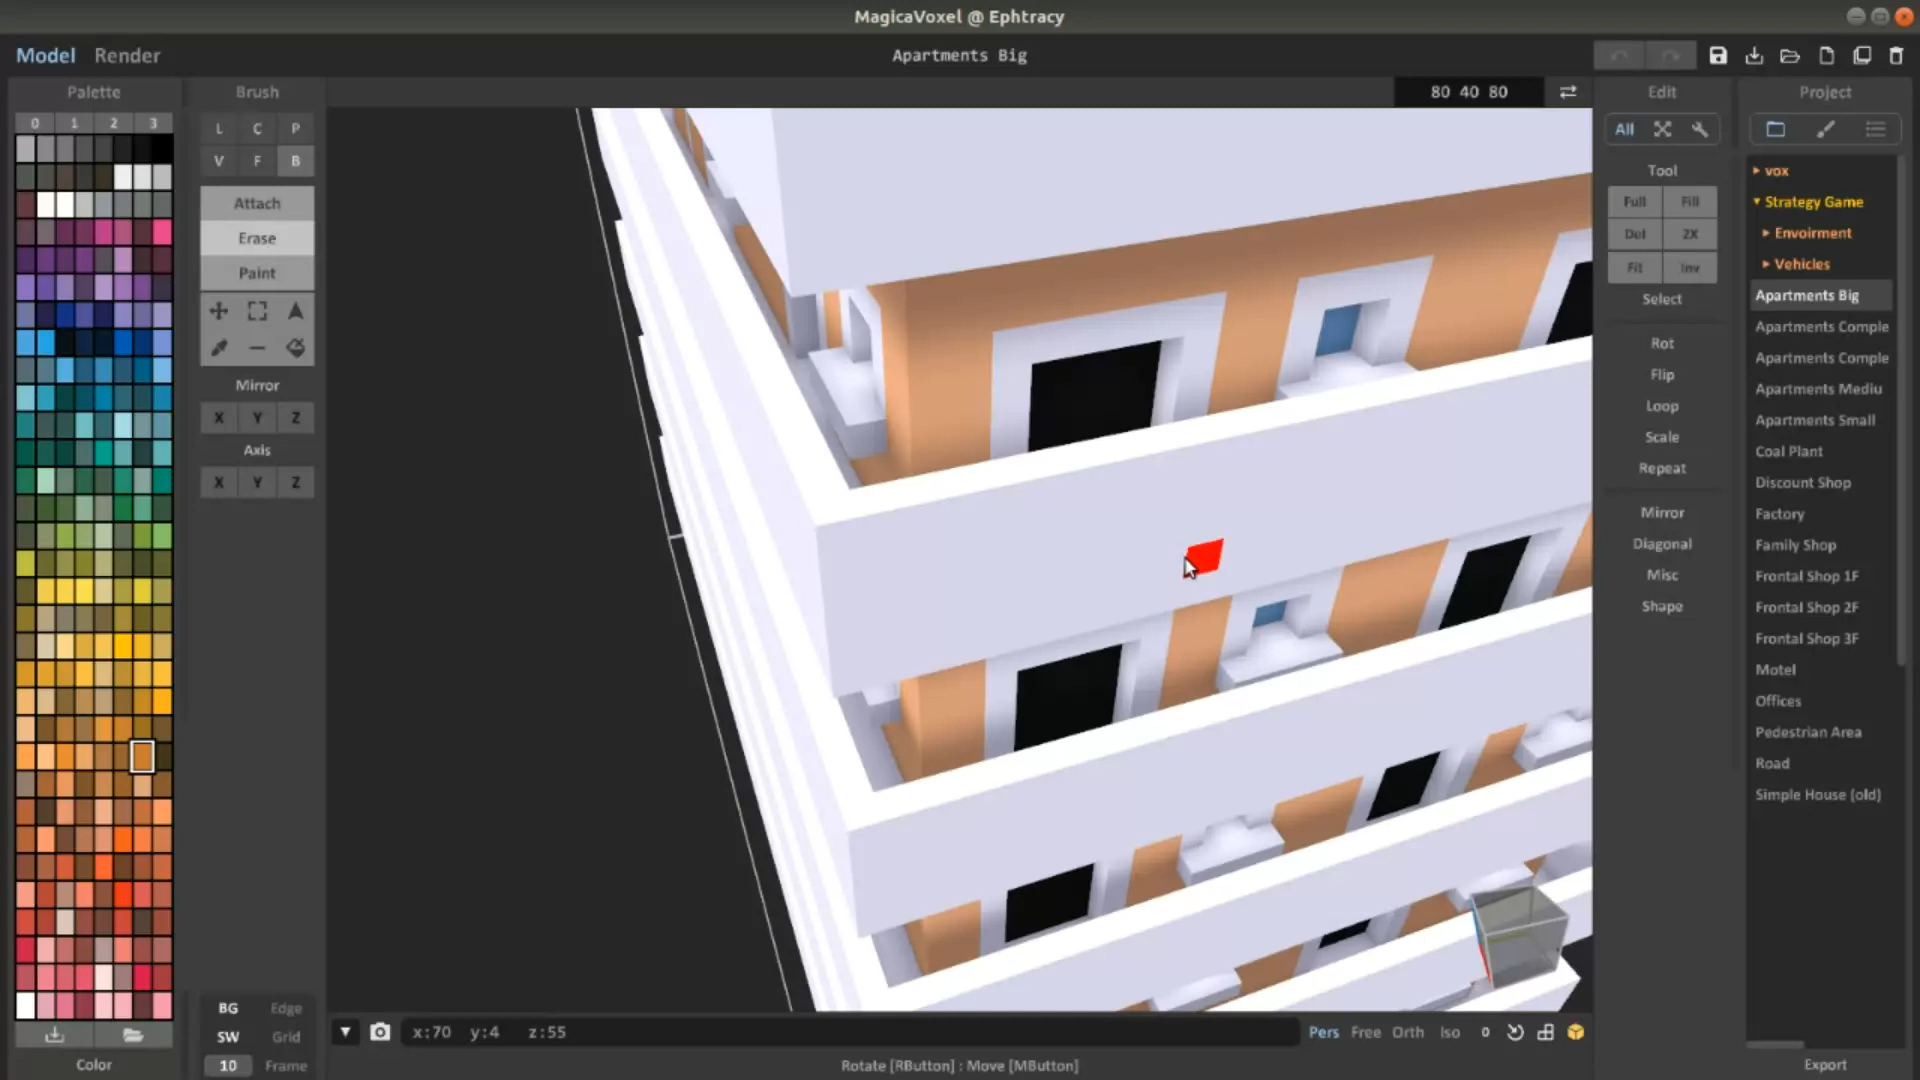 MagicaVoxel @ Ephtracy
Model Render
Apartments Big
Palette
Brush
80 40 80
Edit
Project
0 1 2 3
L C P
V F B
Attach
Erase
Paint
Mirror
X Y Z
Axis
X Y Z
BG Edge
SW Grid
10 Frame
Color
x:70 y:4 z:55
Pers Free Orth Iso 0
Rotate [RButton] : Move [MButton]
All
Tool
Full Fill
Del 2X
Fit Inv
Select
Rot
Flip
Loop
Scale
Repeat
Mirror
Diagonal
Misc
Shape
vox
Strategy Game
Envoirment
Vehicles
Apartments Big
Apartments Comple
Apartments Comple
Apartments Mediu
Apartments Small
Coal Plant
Discount Shop
Factory
Family Shop
Frontal Shop 1F
Frontal Shop 2F
Frontal Shop 3F
Motel
Offices
Pedestrian Area
Road
Simple House (old)
Export